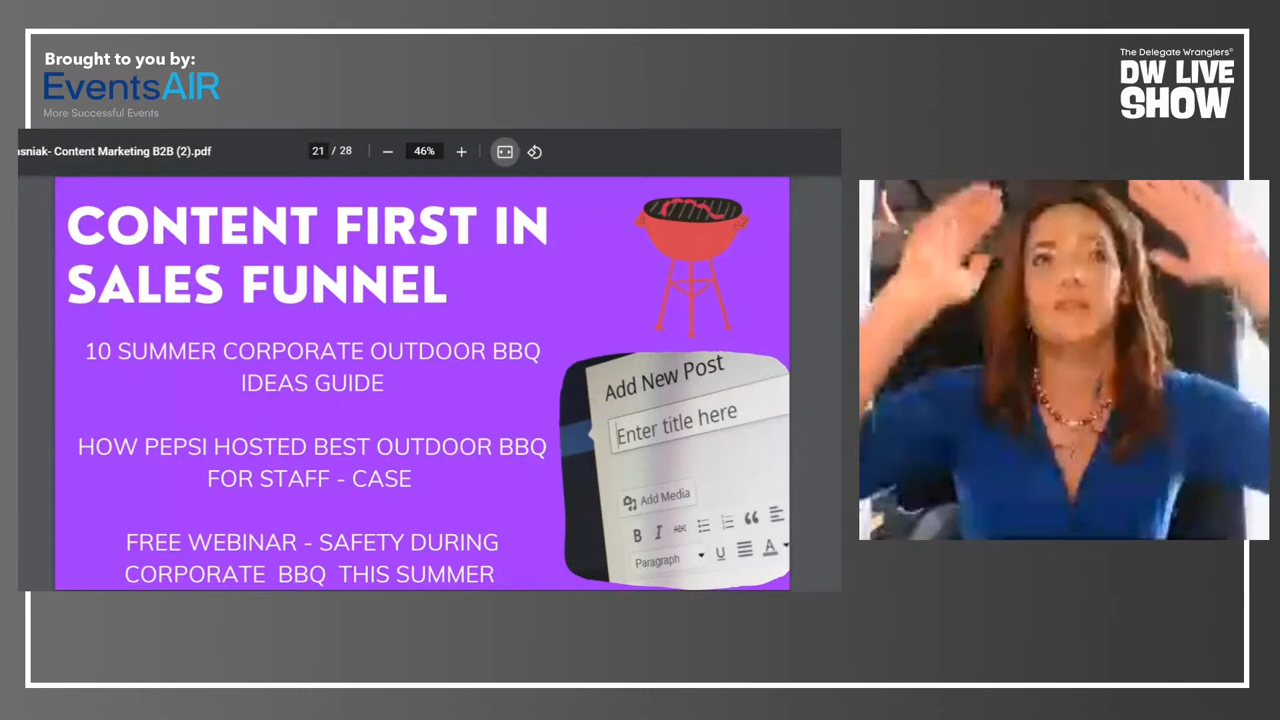 Brought to you by:
EventsAIR
More Successful Events
The Delegate Wranglers®
DW LIVE
SHOW
Content Marketing B2B (2).pdf
21 / 28
46%
CONTENT FIRST IN
SALES FUNNEL
10 SUMMER CORPORATE OUTDOOR BBQ
IDEAS GUIDE
HOW PEPSI HOSTED BEST OUTDOOR BBQ
FOR STAFF - CASE
FREE WEBINAR - SAFETY DURING
CORPORATE BBQ THIS SUMMER
Add New Post
Enter title here
Add Media
B I ABC
Paragraph U A